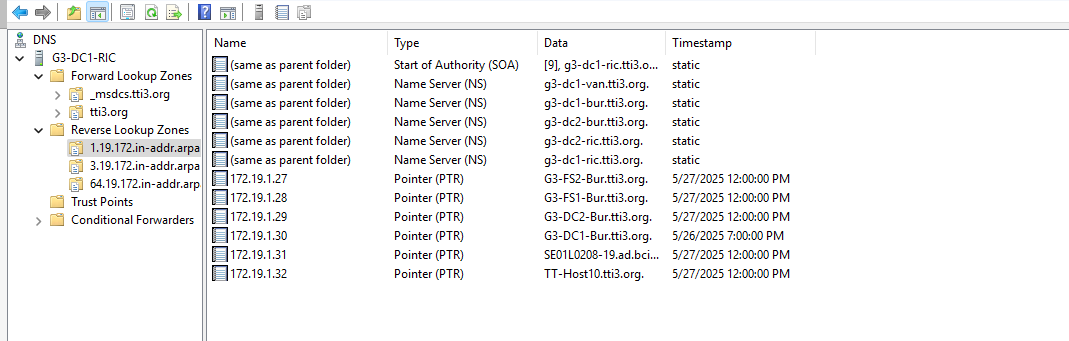 DNS
G3-DC1-RIC
Forward Lookup Zones
_msdcs.tti3.org
tti3.org
Reverse Lookup Zones
1.19.172.in-addr.arpa
3.19.172.in-addr.arpa
64.19.172.in-addr.arpa
Trust Points
Conditional Forwarders
Name Type Data Timestamp
(same as parent folder) Start of Authority (SOA) [9], g3-dc1-ric.tti3.o... static
(same as parent folder) Name Server (NS) g3-dc1-van.tti3.org. static
(same as parent folder) Name Server (NS) g3-dc1-bur.tti3.org. static
(same as parent folder) Name Server (NS) g3-dc2-bur.tti3.org. static
(same as parent folder) Name Server (NS) g3-dc2-ric.tti3.org. static
(same as parent folder) Name Server (NS) g3-dc1-ric.tti3.org. static
172.19.1.27 Pointer (PTR) G3-FS2-Bur.tti3.org. 5/27/2025 12:00:00 PM
172.19.1.28 Pointer (PTR) G3-FS1-Bur.tti3.org. 5/27/2025 12:00:00 PM
172.19.1.29 Pointer (PTR) G3-DC2-Bur.tti3.org. 5/27/2025 12:00:00 PM
172.19.1.30 Pointer (PTR) G3-DC1-Bur.tti3.org. 5/26/2025 7:00:00 PM
172.19.1.31 Pointer (PTR) SE01L0208-19.ad.bci... 5/27/2025 12:00:00 PM
172.19.1.32 Pointer (PTR) TT-Host10.tti3.org. 5/27/2025 12:00:00 PM